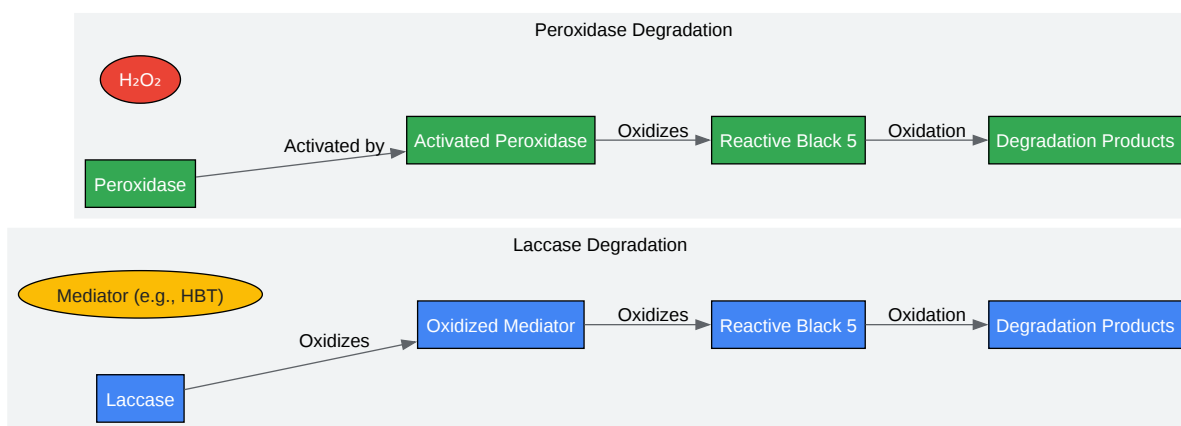 Peroxidase Degradation
H₂O₂
Activated by
Peroxidase
Activated Peroxidase
Oxidizes
Reactive Black 5
Oxidation
Degradation Products
Laccase Degradation
Mediator (e.g., HBT)
Oxidizes
Laccase
Oxidized Mediator
Oxidizes
Reactive Black 5
Oxidation
Degradation Products